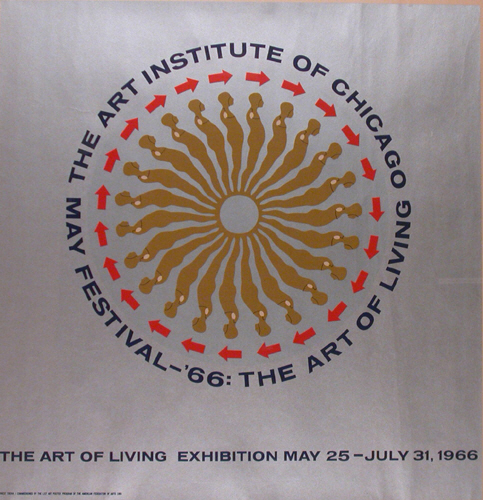 THE ART INSTITUTE OF CHICAGO
MAY FESTIVAL-'66: THE ART OF LIVING
THE ART OF LIVING EXHIBITION MAY 25-JULY 31, 1966